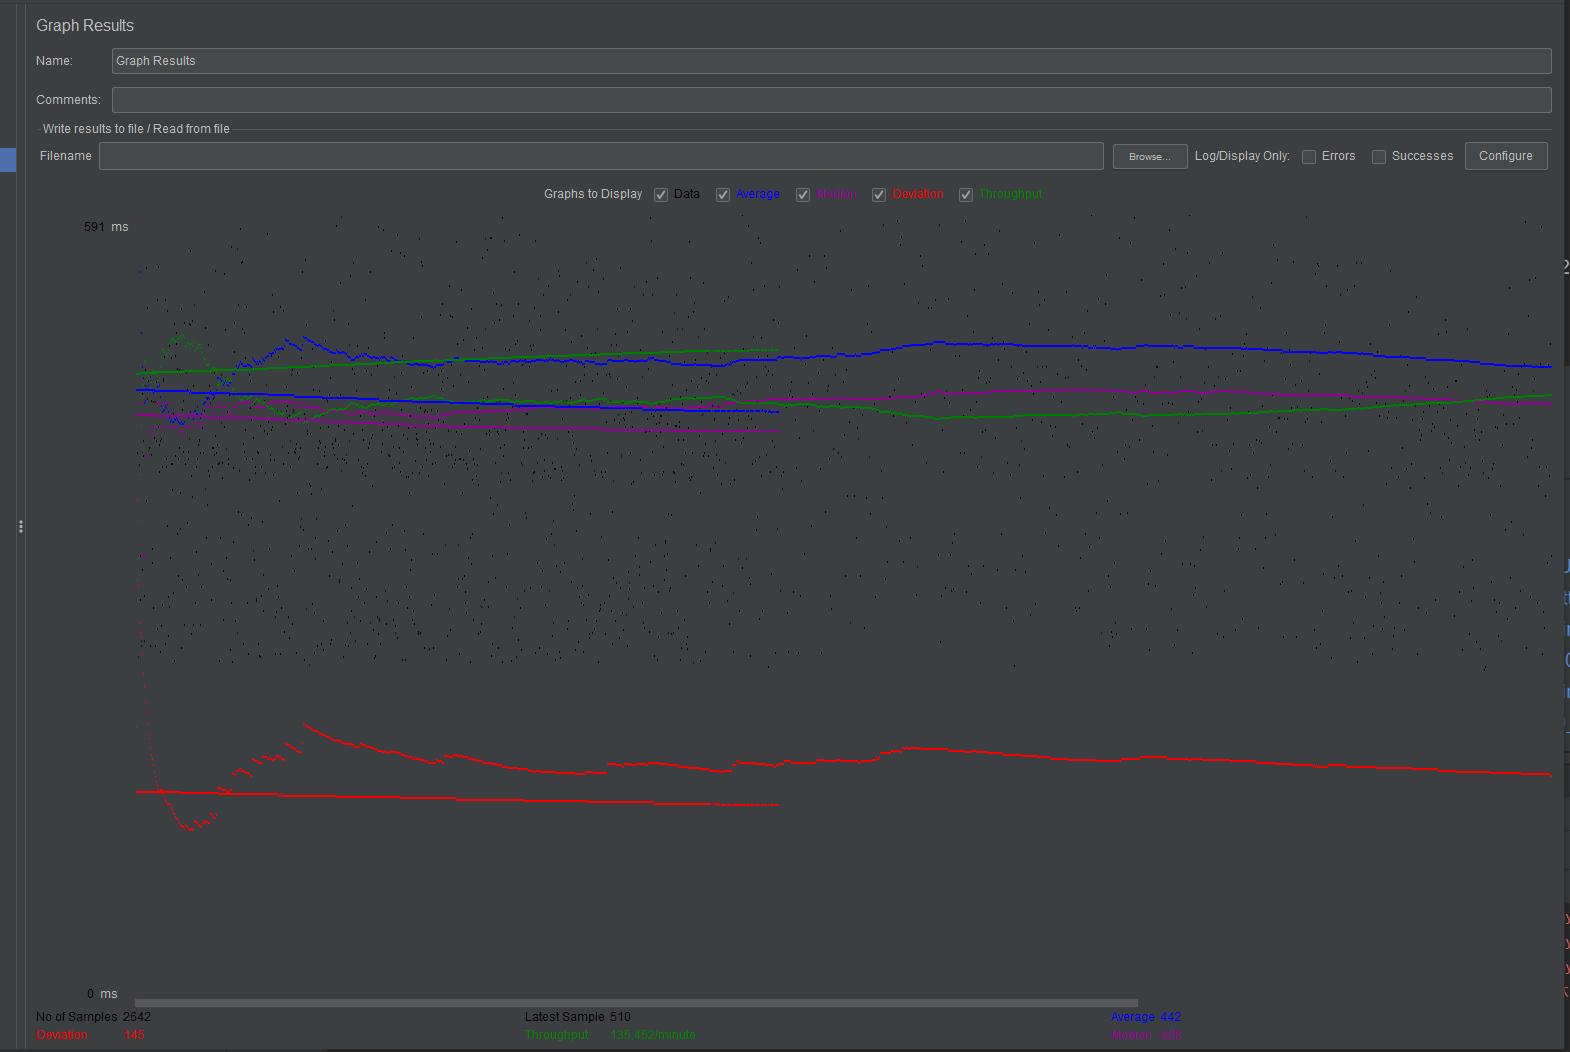 Graph Results
Name: Graph Results
Comments:
Write results to file / Read from file
Filename Browse... Log/Display Only: Errors Successes Configure
Graphs to Display Data Average Median Deviation Throughput
591 ms
0 ms
No of Samples 2642 Latest Sample 510 Average 442
Deviation 145 Throughput 135.452/minute Median 428